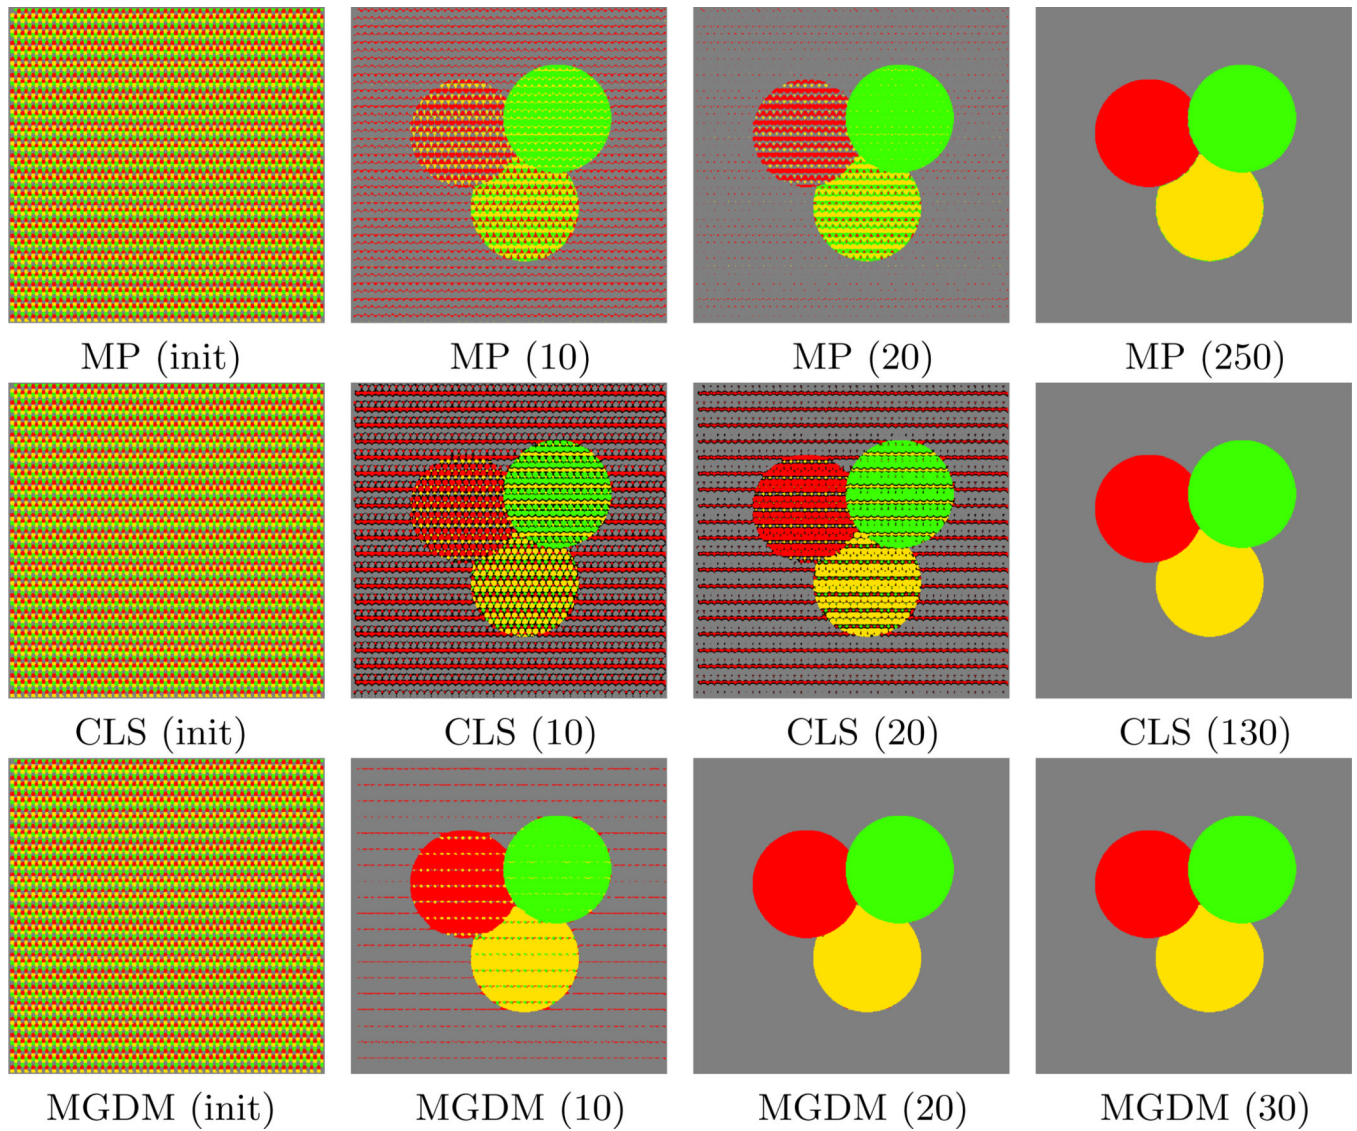 MP (init) MP (10) MP (20) MP (250)
CLS (init) CLS (10) CLS (20) CLS (130)
MGDM (init) MGDM (10) MGDM (20) MGDM (30)